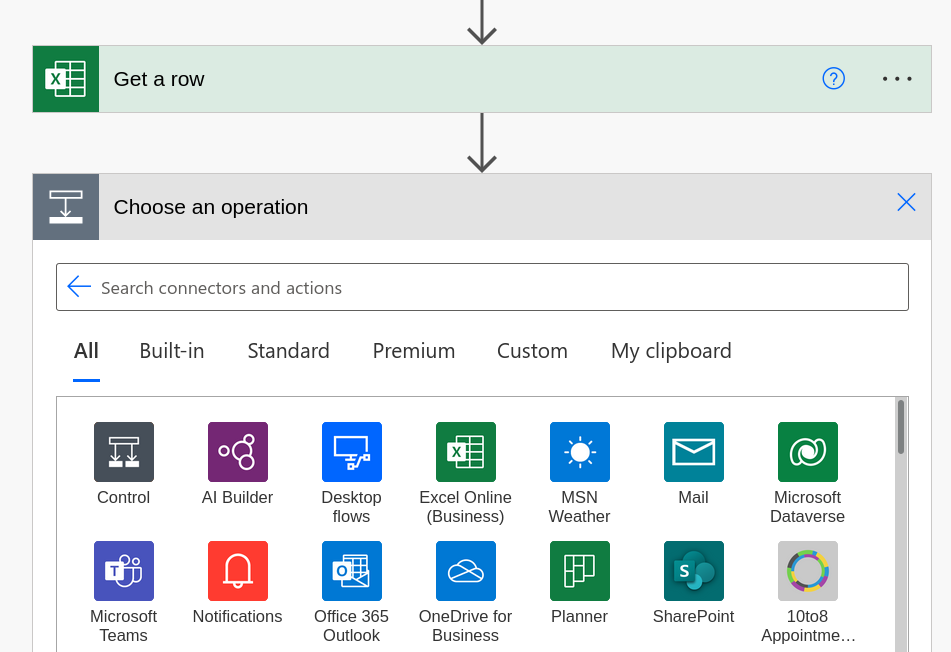 Get a row
?
Choose an operation
Search connectors and actions
All Built-in Standard Premium Custom My clipboard
Control AI Builder Desktop flows Excel Online (Business) MSN Weather Mail Microsoft Dataverse
Microsoft Teams Notifications Office 365 Outlook OneDrive for Business Planner SharePoint 10to8 Appointme…